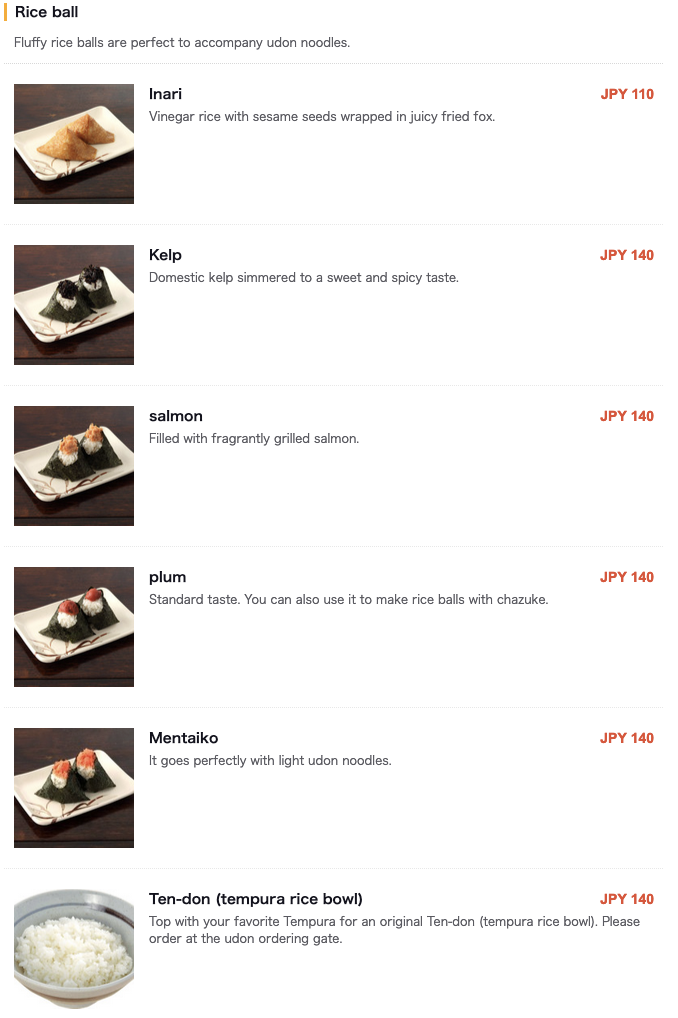 Rice ball
Fluffy rice balls are perfect to accompany udon noodles.
Inari
JPY 110
Vinegar rice with sesame seeds wrapped in juicy fried fox.
Kelp
JPY 140
Domestic kelp simmered to a sweet and spicy taste.
salmon
JPY 140
Filled with fragrantly grilled salmon.
plum
JPY 140
Standard taste. You can also use it to make rice balls with chazuke.
Mentaiko
JPY 140
It goes perfectly with light udon noodles.
Ten-don (tempura rice bowl)
JPY 140
Top with your favorite Tempura for an original Ten-don (tempura rice bowl). Please
order at the udon ordering gate.